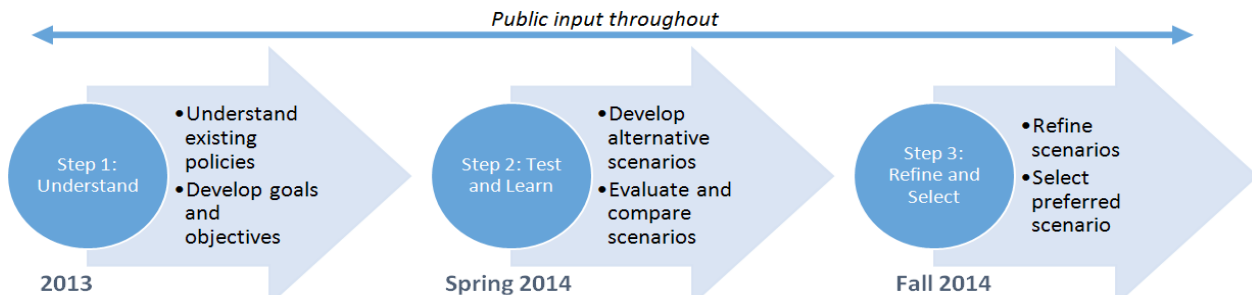 Public input throughout
Step 1:
Understand
•Understand
existing
policies
•Develop goals
and
objectives
2013
Step 2: Test
and Learn
•Develop
alternative
scenarios
•Evaluate and
compare
scenarios
Spring 2014
Step 3:
Refine and
Select
•Refine
scenarios
•Select
preferred
scenario
Fall 2014